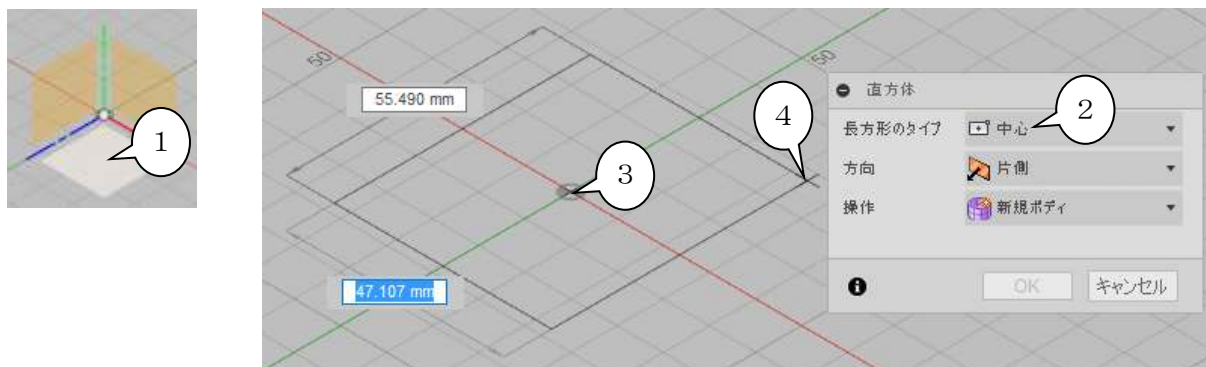 1
50
50
55.490 mm
47.107 mm
3
4
直方体
長方形のタイプ 中心
2
方向 片側
操作 新規ボディ
OK キャンセル